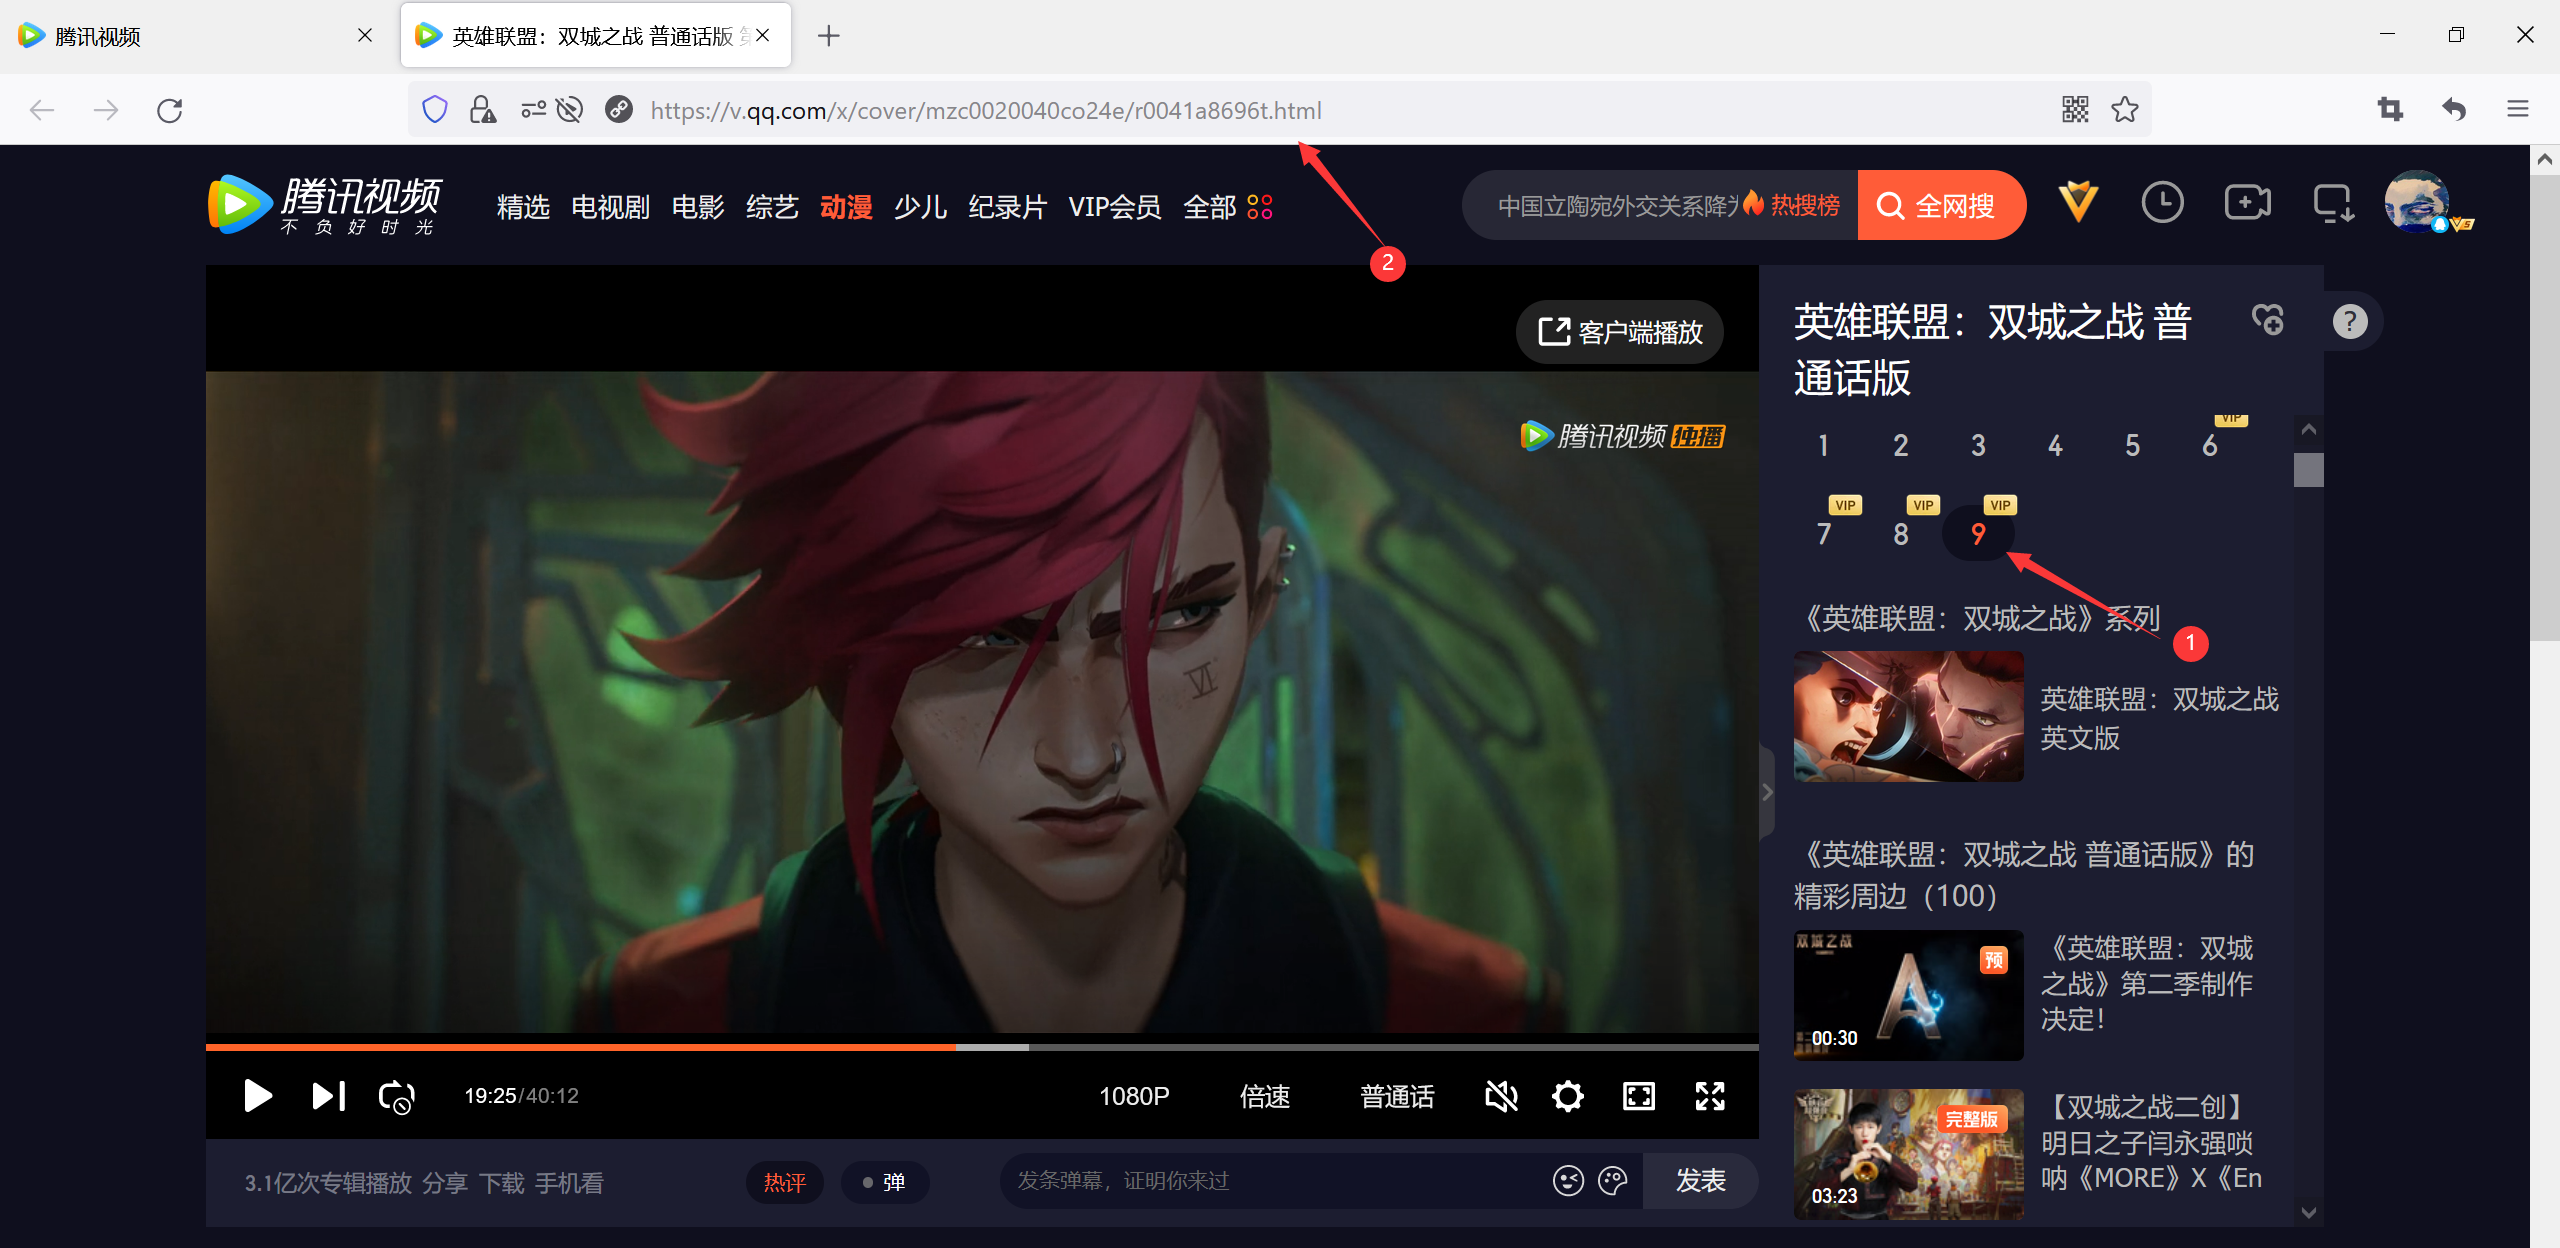 腾讯视频
英雄联盟：双城之战 普通话版
https://v.qq.com/x/cover/mzc0020040co24e/r0041a8696t.html
腾讯视频
不负好时光
精选 电视剧 电影 综艺 动漫 少儿 纪录片 VIP会员 全部
中国立陶宛外交关系降为 热搜榜 全网搜
V5
2
客户端播放
腾讯视频 独播
VI
英雄联盟：双城之战 普
通话版
?
VIP
1 2 3 4 5 6
VIP VIP VIP
7 8 9
1
《英雄联盟：双城之战》系列
英雄联盟：双城之战
英文版
《英雄联盟：双城之战 普通话版》的
精彩周边（100）
双城之战
预
00:30
《英雄联盟：双城
之战》第二季制作
决定！
完整版
03:23
【双城之战二创】
明日之子闫永强唢
呐《MORE》X《En
19:25/40:12
1080P 倍速 普通话
3.1亿次专辑播放 分享 下载 手机看
热评 弹
发条弹幕，证明你来过
发表